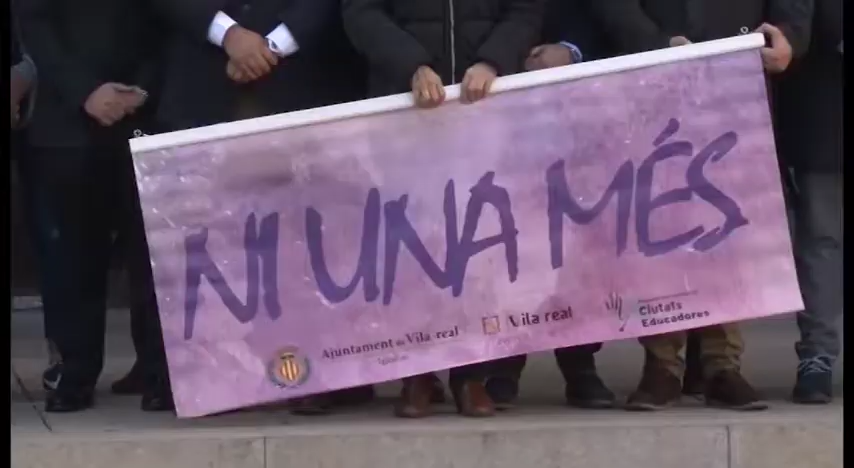 NI UNA MÉS
Ajuntament de Vila-real
Vila-real
Ciutats
Educadores